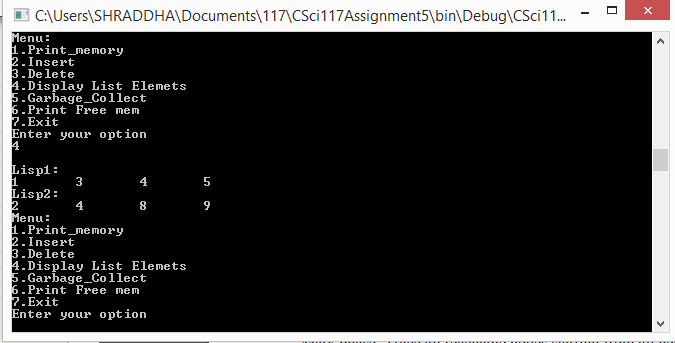 C:\Users\SHRADDHA\Documents\117\CSci117Assignment5\bin\Debug\CSci11...
Menu:
1.Print_memory
2.Insert
3.Delete
4.Display List Elemets
5.Garbage_Collect
6.Print Free mem
7.Exit
Enter your option
4
Lisp1:
1 3 4 5
Lisp2:
2 4 8 9
Menu:
1.Print_memory
2.Insert
3.Delete
4.Display List Elemets
5.Garbage_Collect
6.Print Free mem
7.Exit
Enter your option